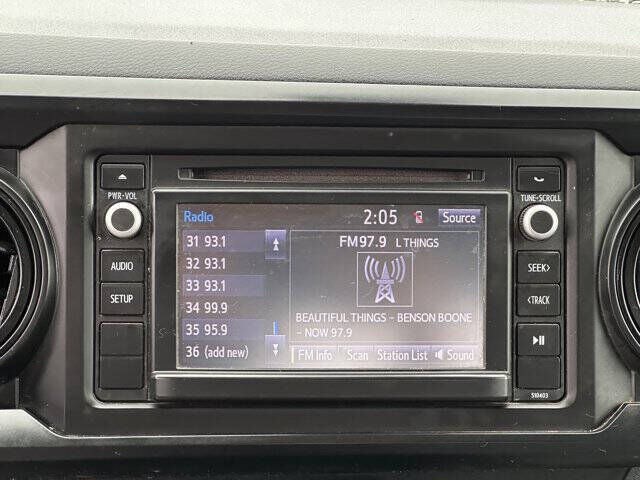 PWR•VOL
TUNE•SCROLL
Radio
2:05
Source
31 93.1
32 93.1
33 93.1
34 99.9
35 95.9
36 (add new)
FM97.9 L THINGS
BEAUTIFUL THINGS - BENSON BOONE
- NOW 97.9
FM Info
Scan
Station List
Sound
AUDIO
SETUP
SEEK>
<TRACK
510403